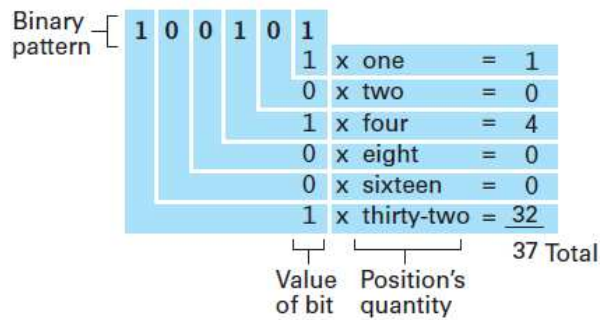 Binary
pattern
1 0 0 1 0 1
1 x one = 1
0 x two = 0
1 x four = 4
0 x eight = 0
0 x sixteen = 0
1 x thirty-two = 32
37 Total
Value of bit
Position's quantity